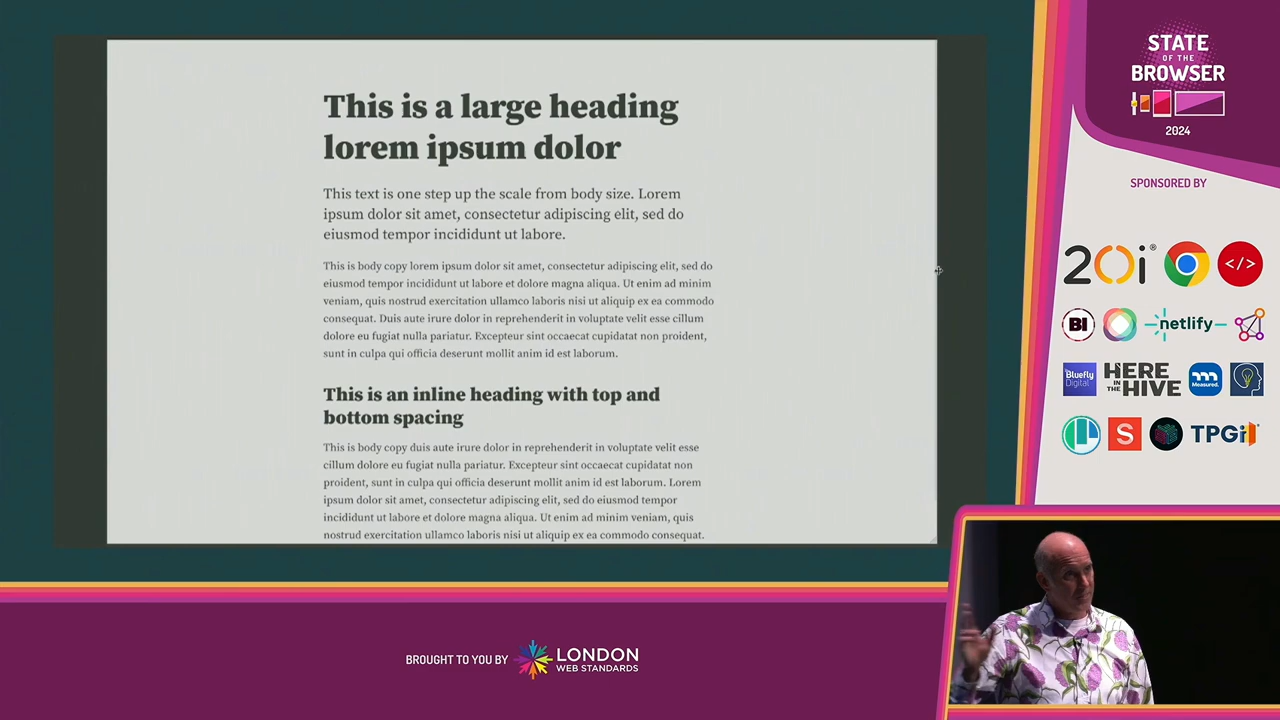 This is a large heading
lorem ipsum dolor
This text is one step up the scale from body size. Lorem
ipsum dolor sit amet, consectetur adipiscing elit, sed do
eiusmod tempor incididunt ut labore.
This is body copy lorem ipsum dolor sit amet, consectetur adipiscing elit, sed do
eiusmod tempor incididunt ut labore et dolore magna aliqua. Ut enim ad minim
veniam, quis nostrud exercitation ullamco laboris nisi ut aliquip ex ea commodo
consequat. Duis aute irure dolor in reprehenderit in voluptate velit esse cillum
dolore eu fugiat nulla pariatur. Excepteur sint occaecat cupidatat non proident,
sunt in culpa qui officia deserunt mollit anim id est laborum.
This is an inline heading with top and
bottom spacing
This is body copy duis aute irure dolor in reprehenderit in voluptate velit esse
cillum dolore eu fugiat nulla pariatur. Excepteur sint occaecat cupidatat non
proident, sunt in culpa qui officia deserunt mollit anim id est laborum. Lorem
ipsum dolor sit amet, consectetur adipiscing elit, sed do eiusmod tempor
incididunt ut labore et dolore magna aliqua. Ut enim ad minim veniam, quis
nostrud exercitation ullamco laboris nisi ut aliquip ex ea commodo consequat.
STATE
OF THE
BROWSER
2024
SPONSORED BY
20i®
</>
BI
netlify
Bluefly
Digital
HERE
IN THE
HIVE
Measured.
S
TPGi
BROUGHT TO YOU BY
LONDON
WEB STANDARDS